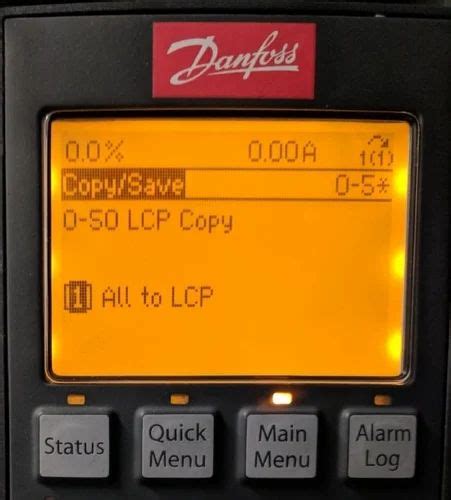 Danfoss
0.0% 0.00A 1(1)
Copy/Save 0-5*
0-50 LCP Copy
[1] All to LCP
Status Quick Menu Main Menu Alarm Log